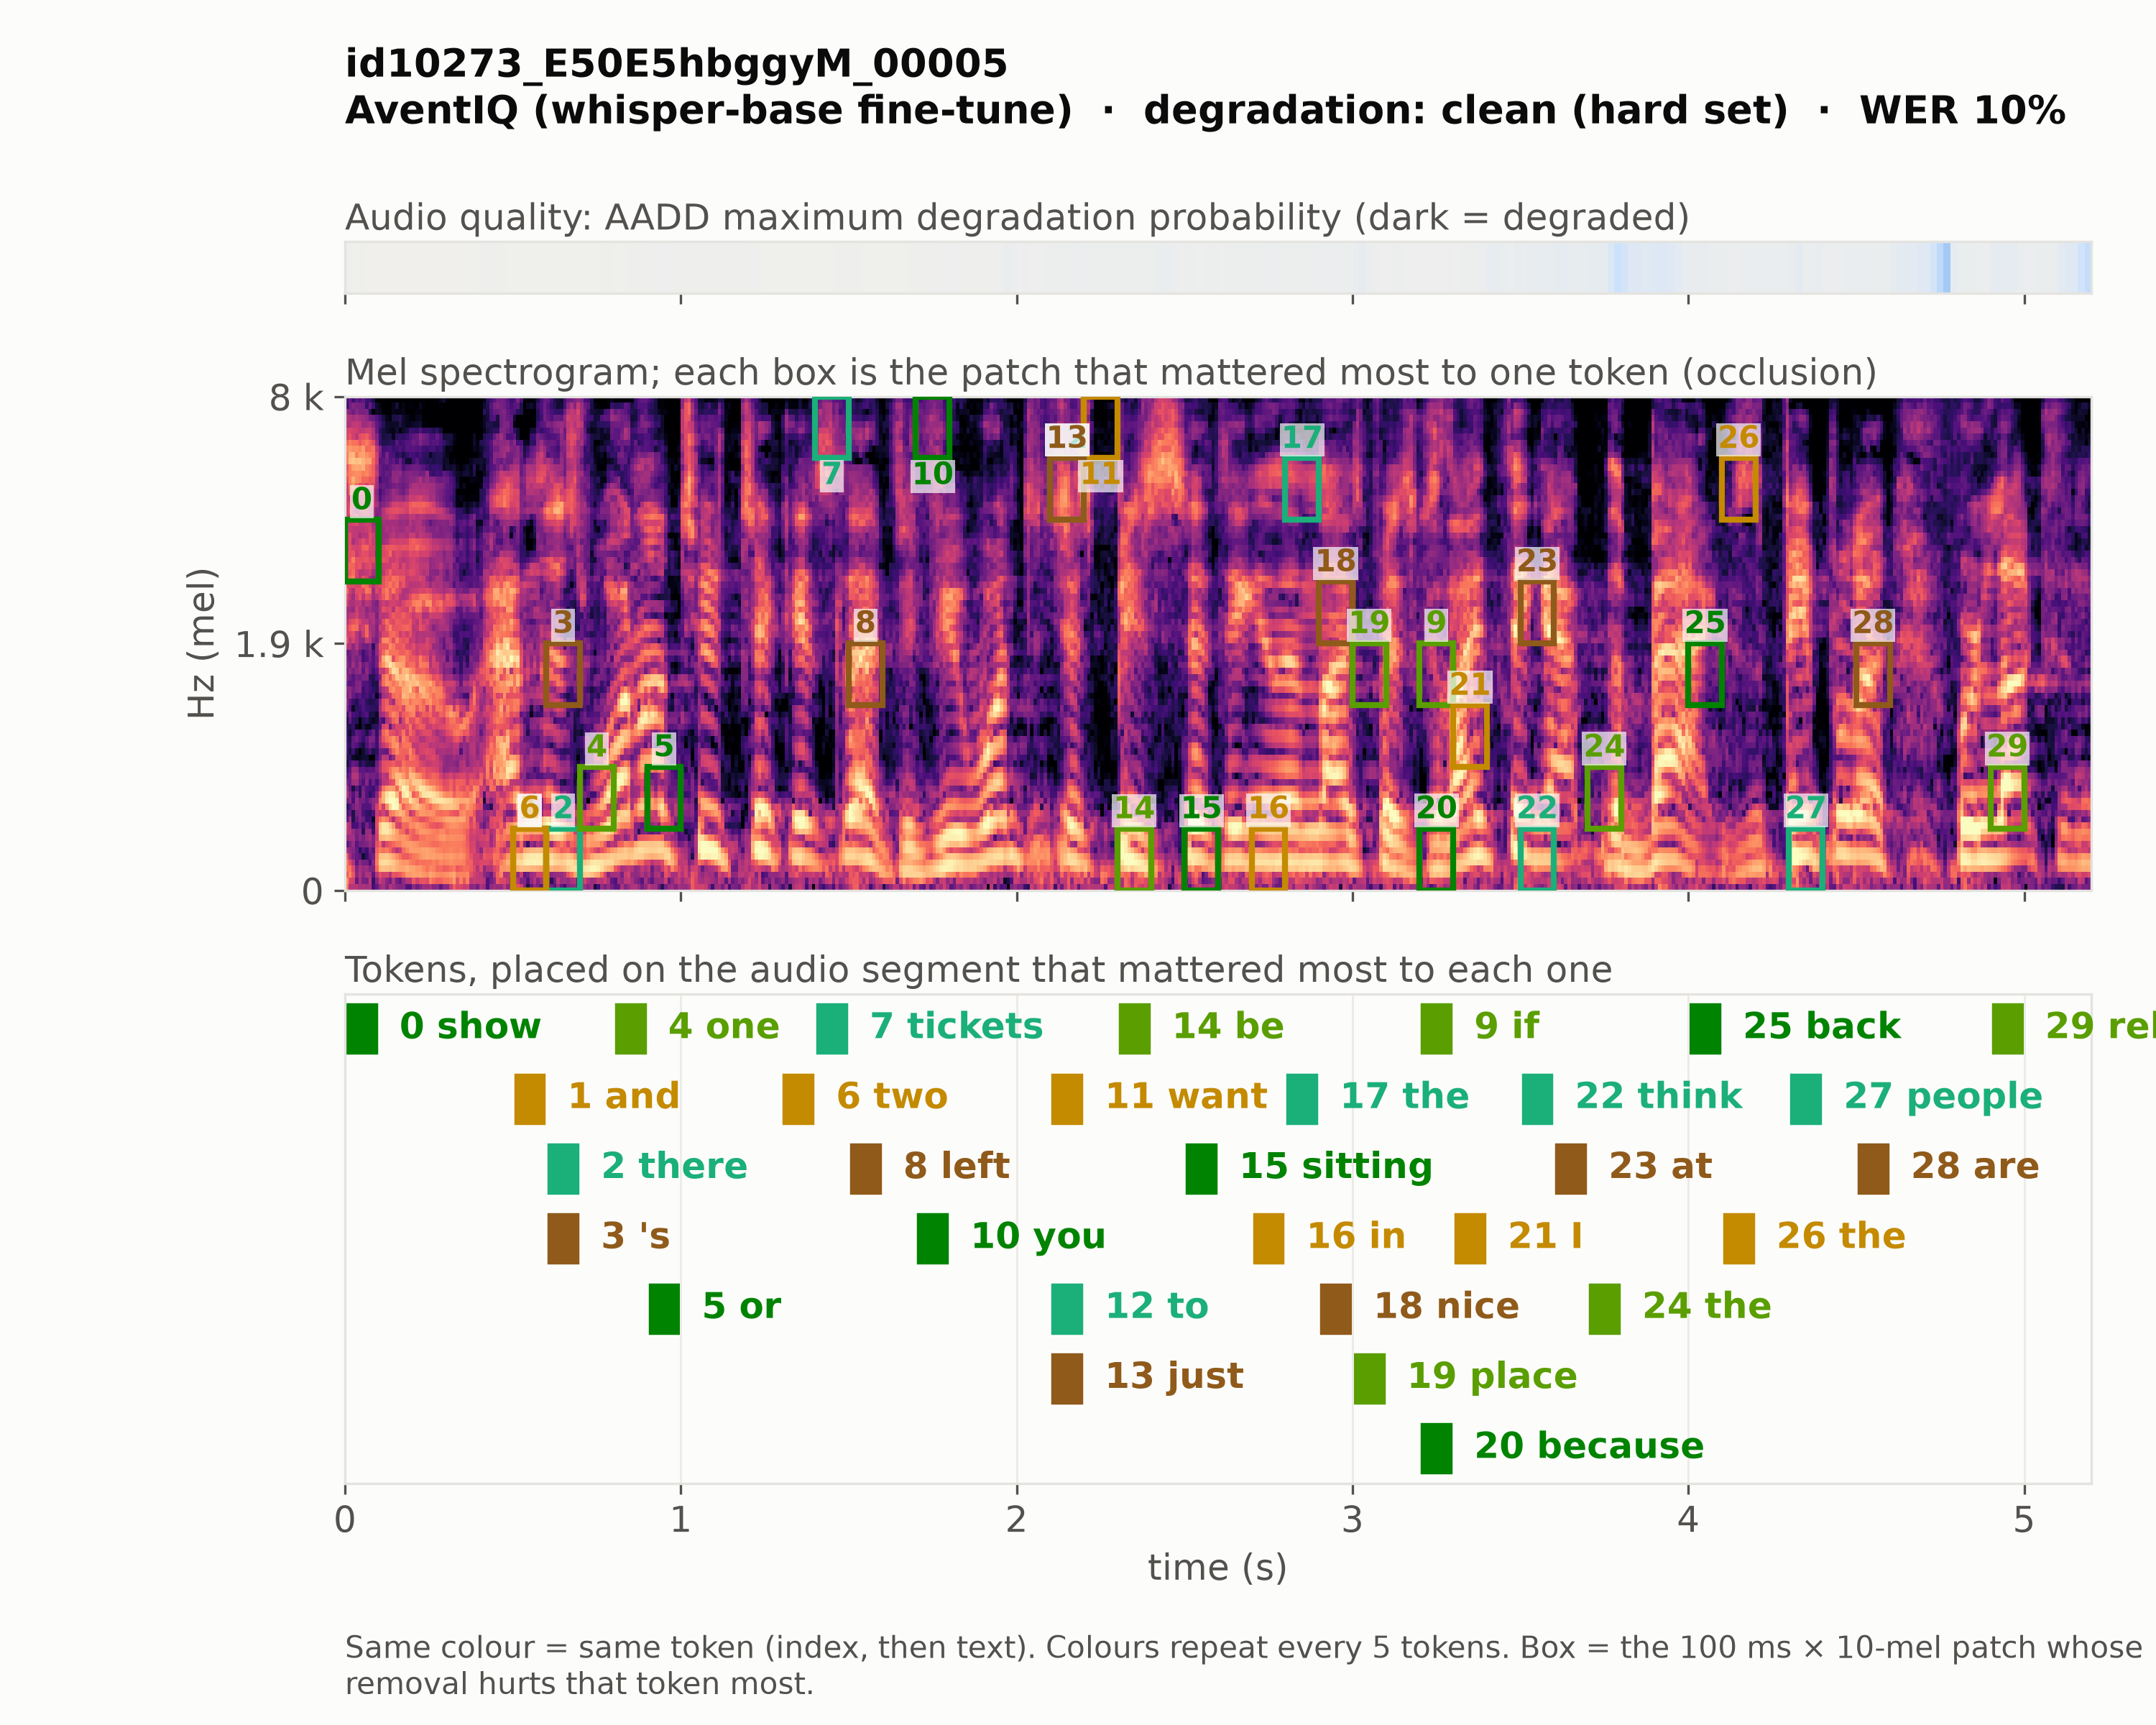 id10273_E50E5hbggyM_00005
AventIQ (whisper-base fine-tune) · degradation: clean (hard set) · WER 10%
Audio quality: AADD maximum degradation probability (dark = degraded)
Mel spectrogram; each box is the patch that mattered most to one token (occlusion)
8 k
1.9 k
0
Hz (mel)
13 17 26
7 10 11
0
18 23
3 8 19 9 25 28
21
4 5 24 29
6 2 14 15 16 20 22 27
Tokens, placed on the audio segment that mattered most to each one
0 show 4 one 7 tickets 14 be 9 if 25 back 29 rel
1 and 6 two 11 want 17 the 22 think 27 people
2 there 8 left 15 sitting 23 at 28 are
3 's 10 you 16 in 21 I 26 the
5 or 12 to 18 nice 24 the
13 just 19 place
20 because
0 1 2 3 4 5
time (s)
Same colour = same token (index, then text). Colours repeat every 5 tokens. Box = the 100 ms × 10-mel patch whose
removal hurts that token most.